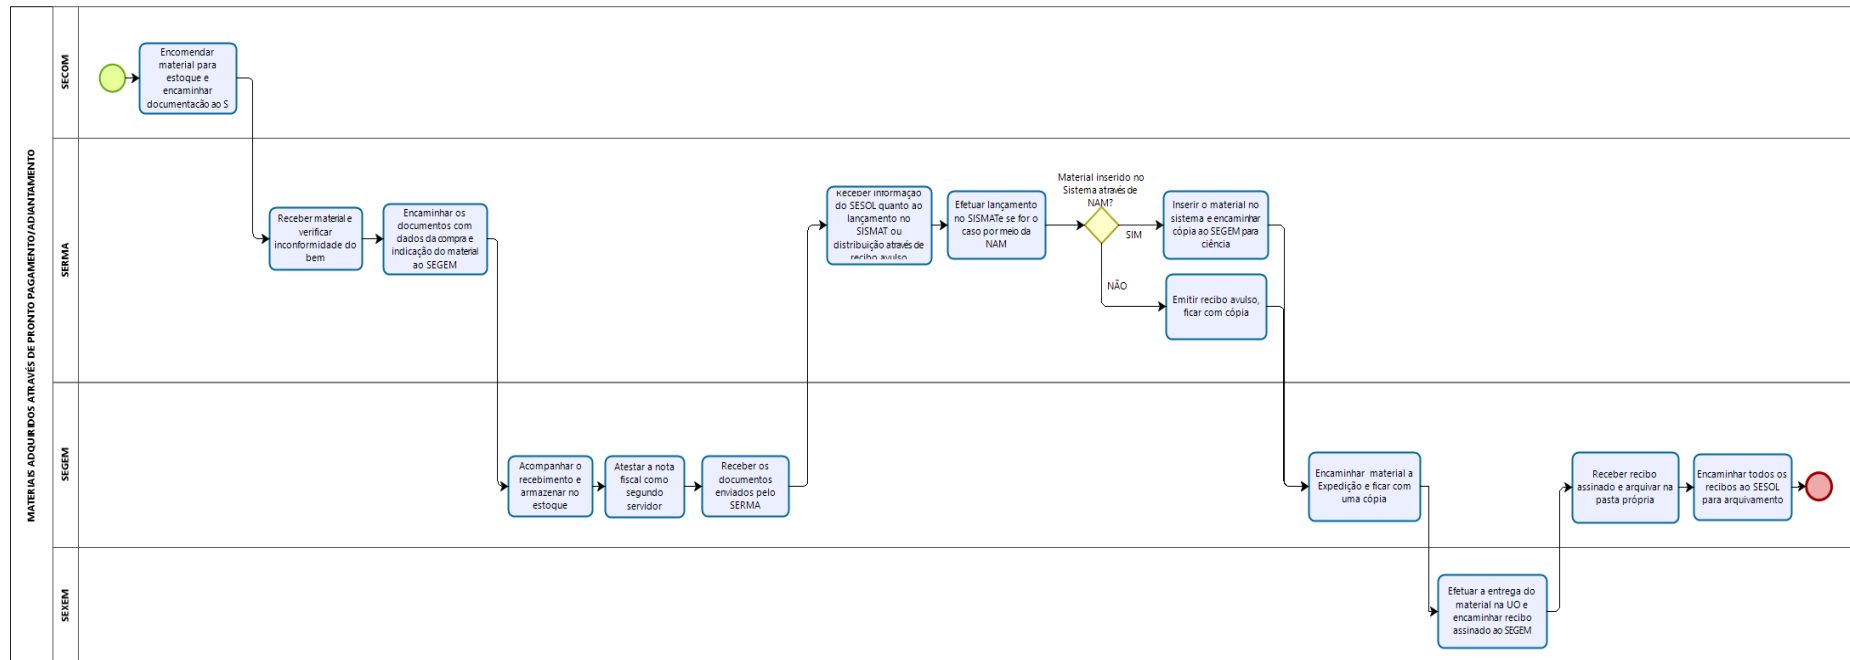 MATERIAIS ADQUIRIDOS ATRAVÉS DE PRONTO PAGAMENTO/ADIANTAMENTO
SECOM
Encomendar
material para
estoque e
encaminhar
documentação ao S
SERMA
Receber material e
verificar
inconformidade do
bem
Encaminhar os
documentos com
dados da compra e
indicação do material
ao SEGEM
Receber informação
do SESOL quanto ao
lançamento no
SISMAT ou
distribuição através de
recibo avulso
Efetuar lançamento
no SISMATe se for o
caso por meio da
NAM
Material inserido no
Sistema através de
NAM?
SIM
NÃO
Inserir o material no
sistema e encaminhar
cópia ao SEGEM para
ciência
Emitir recibo avulso,
ficar com cópia
SEGEM
Acompanhar o
recebimento e
armazenar no
estoque
Atestar a nota
fiscal como
segundo
servidor
Receber os
documentos
enviados pelo
SERMA
Encaminhar material a
Expedição e ficar com
uma cópia
Receber recibo
assinado e arquivar na
pasta própria
Encaminhar todos os
recibos ao SESOL
para arquivamento
SEXEM
Efetuar a entrega do
material na UO e
encaminhar recibo
assinado ao SEGEM